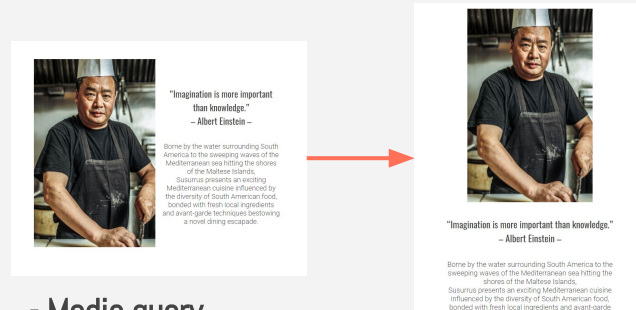 “Imagination is more important
than knowledge.”
– Albert Einstein –
Borne by the water surrounding South
America to the sweeping waves of the
Mediterranean sea hitting the shores
of the Maltese Islands,
Susurrus presents an exciting
Mediterranean cuisine influenced by
the diversity of South American food,
bonded with fresh local ingredients
and avant-garde techniques bestowing
a novel dining escapade.
- Media query
“Imagination is more important than knowledge.”
– Albert Einstein –
Borne by the water surrounding South America to the
sweeping waves of the Mediterranean sea hitting the
shores of the Maltese Islands,
Susurrus presents an exciting Mediterranean cuisine
influenced by the diversity of South American food,
bonded with fresh local ingredients and avant-garde